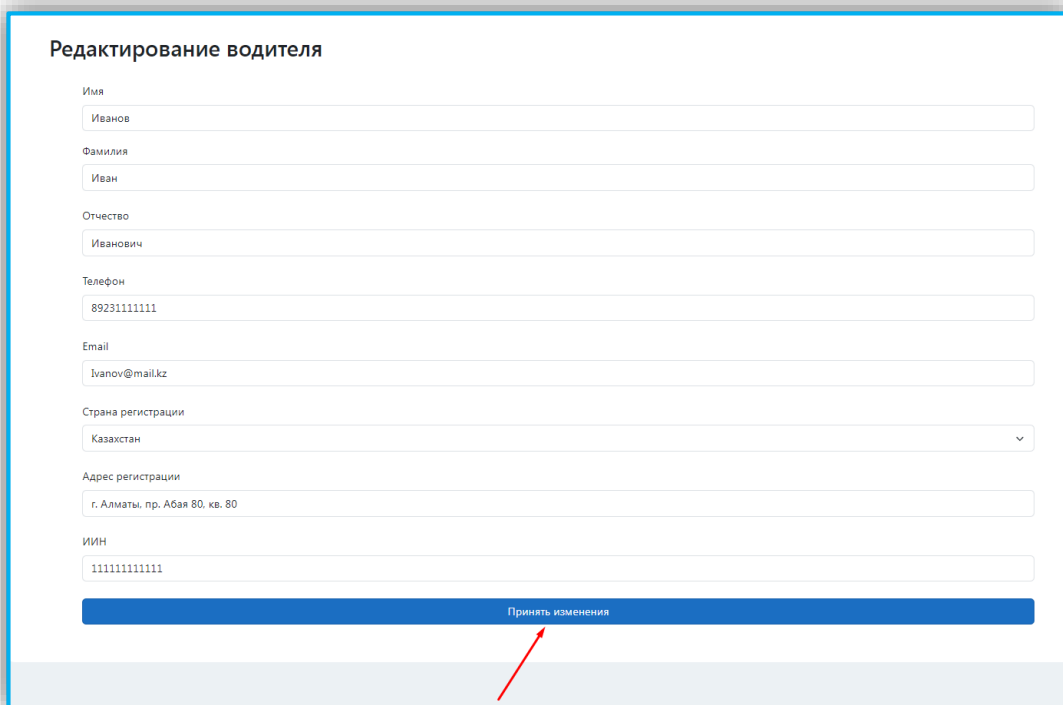 Редактирование водителя
Имя
Иванов
Фамилия
Иван
Отчество
Иванович
Телефон
89231111111
Email
Ivanov@mail.kz
Страна регистрации
Казахстан
Адрес регистрации
г. Алматы, пр. Абая 80, кв. 80
ИИН
111111111111
Принять изменения